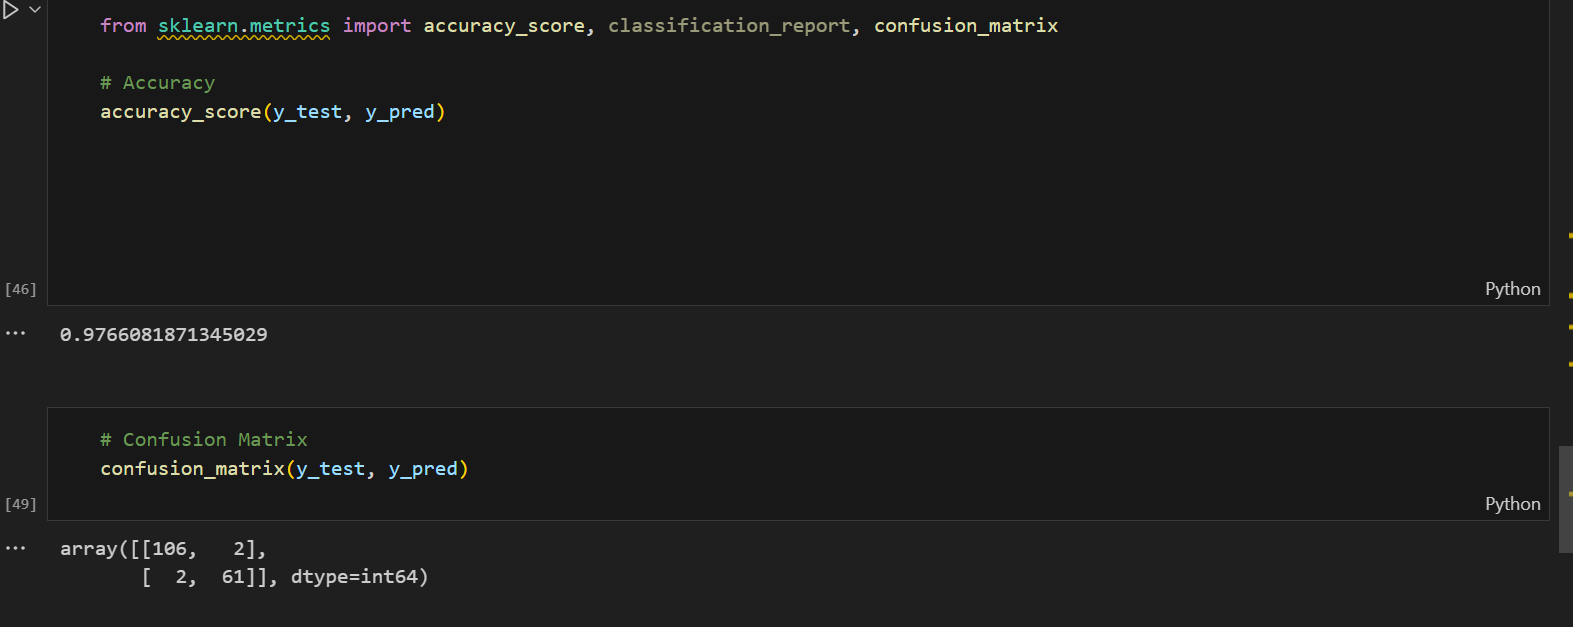 from sklearn.metrics import accuracy_score, classification_report, confusion_matrix
# Accuracy
accuracy_score(y_test, y_pred)
[46]
Python
0.9766081871345029
# Confusion Matrix
confusion_matrix(y_test, y_pred)
[49]
Python
array([[106,   2],
       [  2,  61]], dtype=int64)